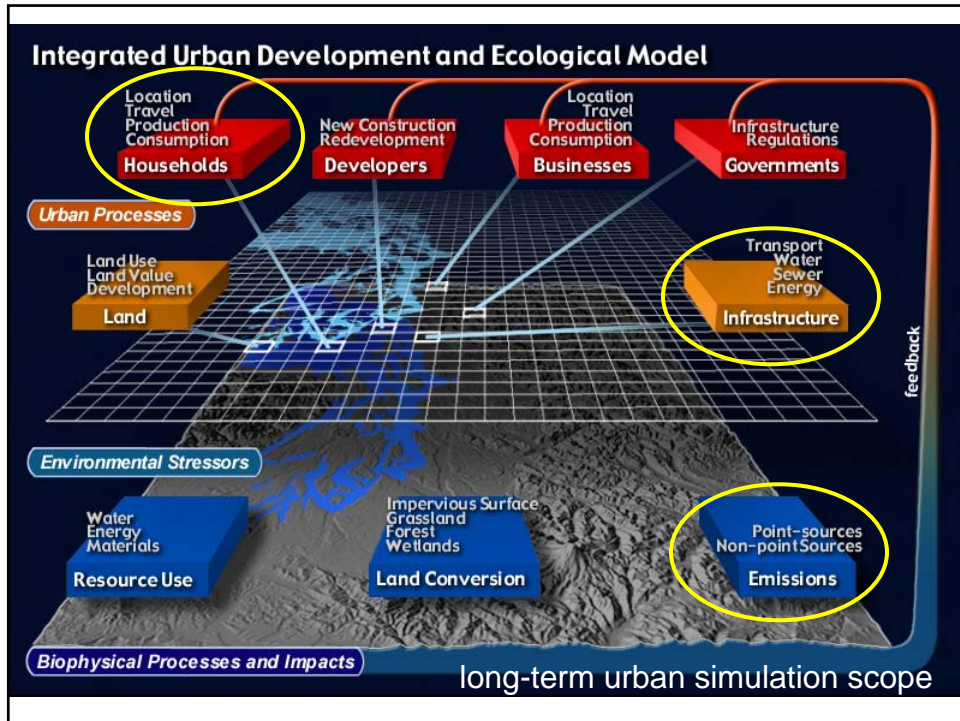 Integrated Urban Development and Ecological Model
Location
Travel
Production
Consumption
Households
New Construction
Redevelopment
Developers
Location
Travel
Production
Consumption
Businesses
Infrastructure
Regulations
Governments
Urban Processes
Land Use
Land Value
Development
Land
Transport
Water
Sewer
Energy
Infrastructure
feedback
Environmental Stressors
Water
Energy
Materials
Resource Use
Impervious Surface
Grassland
Forest
Wetlands
Land Conversion
Point-sources
Non-point Sources
Emissions
Biophysical Processes and Impacts
long-term urban simulation scope